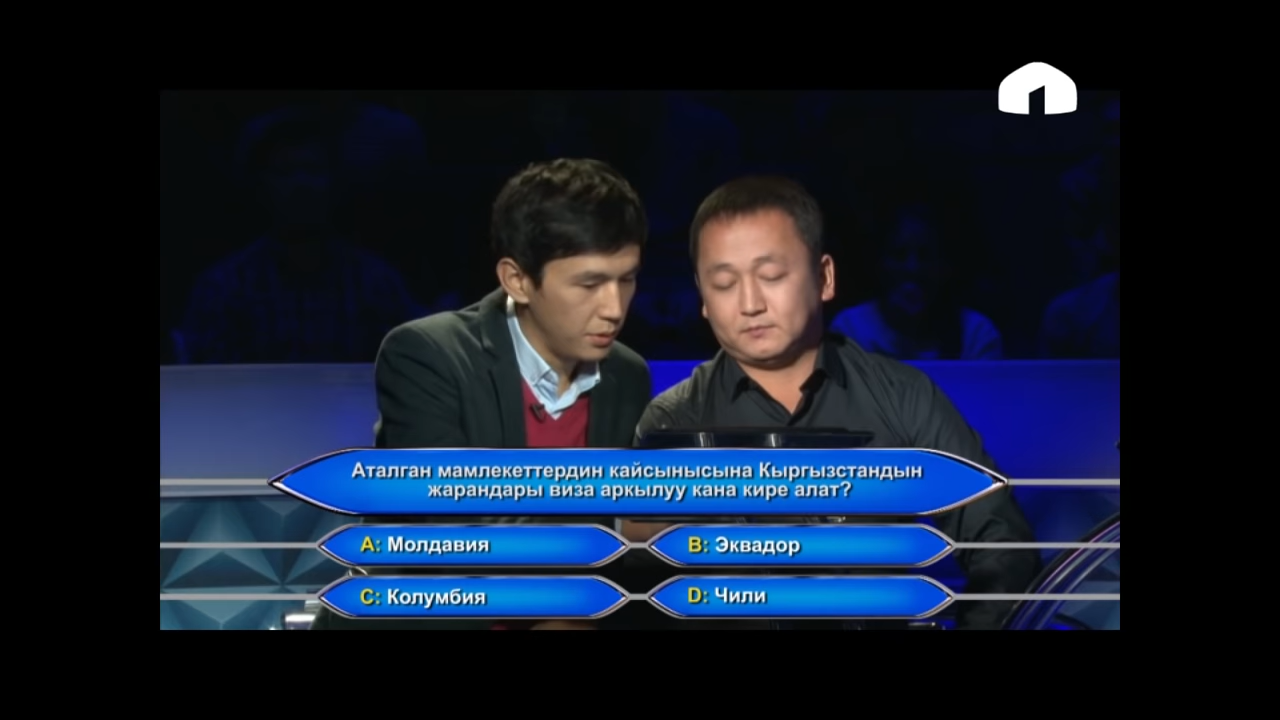 Аталган мамлекеттердин кайсынысына Кыргызстандын
жарандары виза аркылуу кана кире алат?
A: Молдавия
B: Эквадор
C: Колумбия
D: Чили